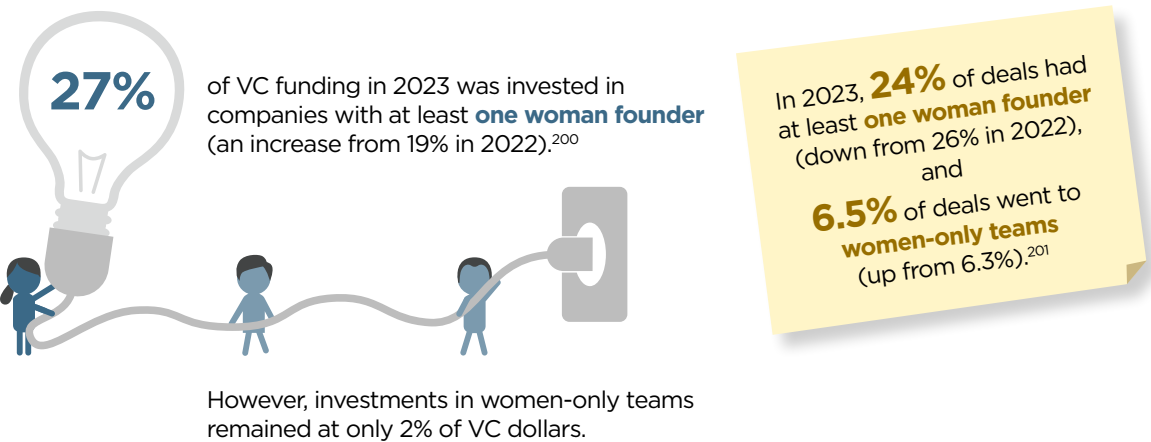 27%
of VC funding in 2023 was invested in
companies with at least one woman founder
(an increase from 19% in 2022).200
However, investments in women-only teams
remained at only 2% of VC dollars.
In 2023, 24% of deals had
at least one woman founder
(down from 26% in 2022),
and
6.5% of deals went to
women-only teams
(up from 6.3%).201